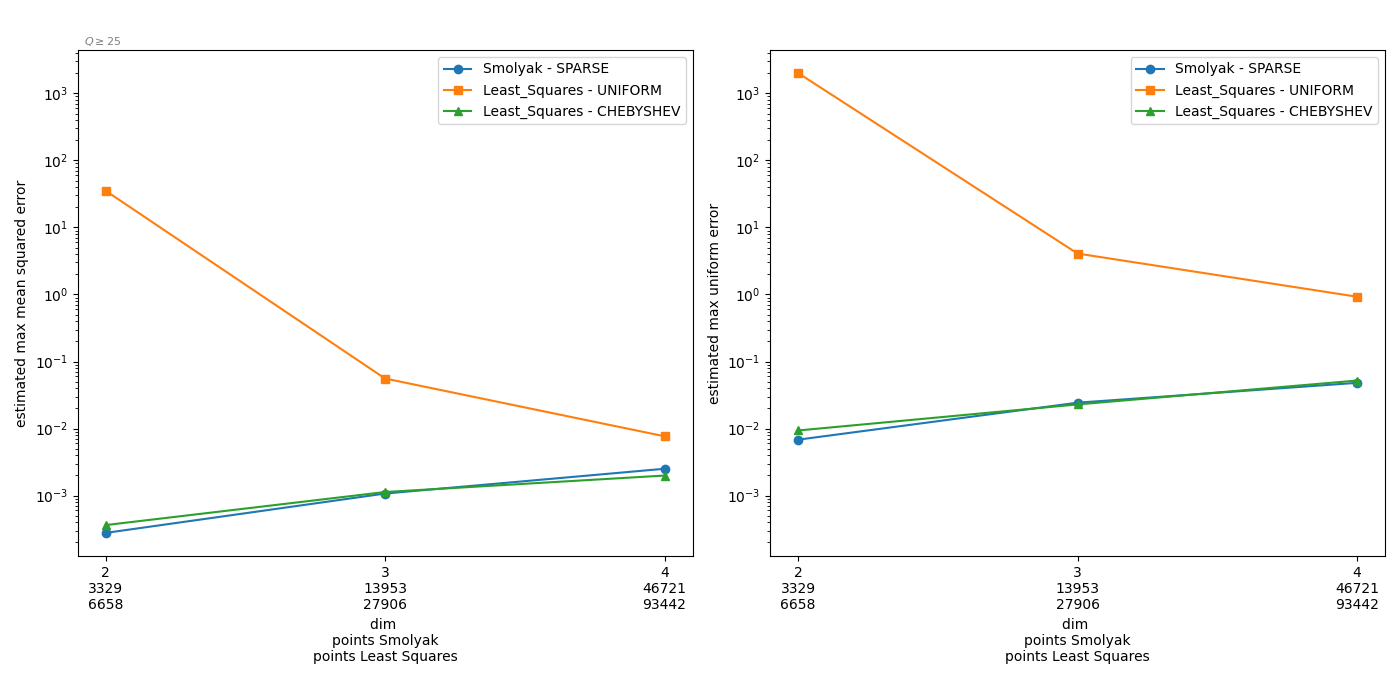 Q ≥ 25
Smolyak - SPARSE
Least_Squares - UNIFORM
Least_Squares - CHEBYSHEV
estimated max mean squared error
10³
10²
10¹
10⁰
10⁻¹
10⁻²
10⁻³
2 3 4
3329 13953 46721
6658 27906 93442
dim
points Smolyak
points Least Squares
Smolyak - SPARSE
Least_Squares - UNIFORM
Least_Squares - CHEBYSHEV
estimated max uniform error
10³
10²
10¹
10⁰
10⁻¹
10⁻²
10⁻³
2 3 4
3329 13953 46721
6658 27906 93442
dim
points Smolyak
points Least Squares